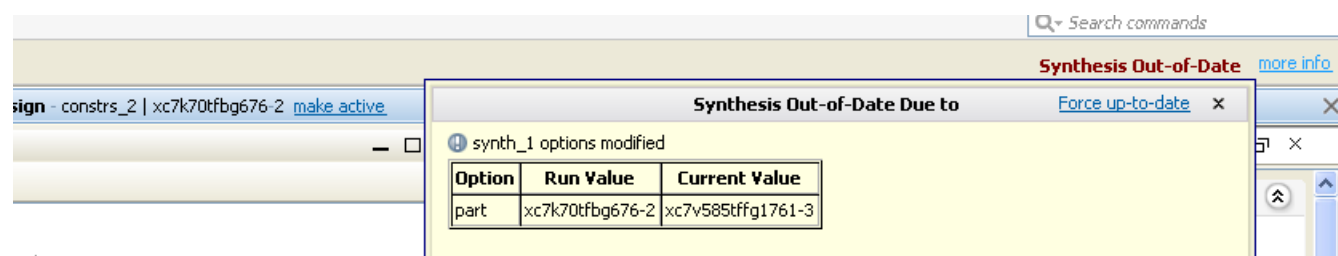 Search commands
Synthesis Out-of-Date more info
sign - constrs_2 | xc7k70tfbg676-2 make active
Synthesis Out-of-Date Due to Force up-to-date
synth_1 options modified
Option Run Value Current Value
part xc7k70tfbg676-2 xc7v585tffg1761-3